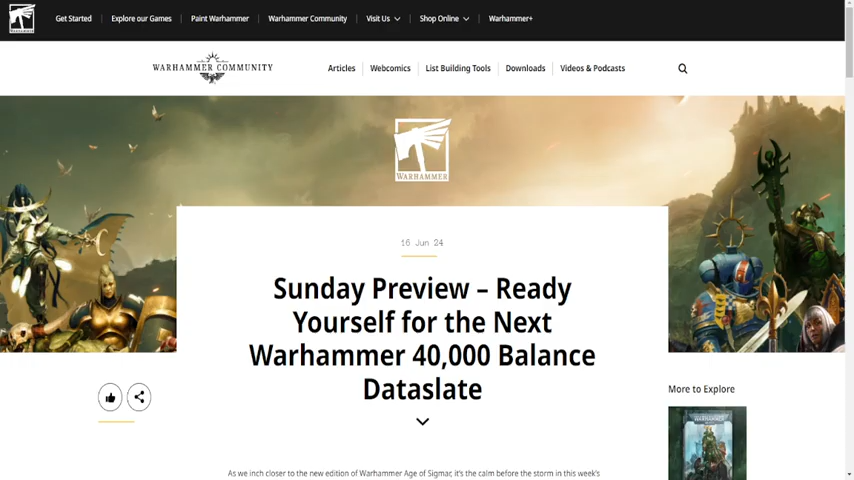 Get Started
Explore our Games
Paint Warhammer
Warhammer Community
Visit Us
Shop Online
Warhammer+
WARHAMMER COMMUNITY
Articles
Webcomics
List Building Tools
Downloads
Videos & Podcasts
WARHAMMER
16 Jun 24
Sunday Preview – Ready
Yourself for the Next
Warhammer 40,000 Balance
Dataslate
More to Explore
WARHAMMER
As we inch closer to the new edition of Warhammer Age of Sigmar, it's the calm before the storm in this week's